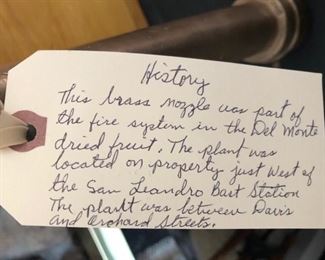 History
This brass nozzle was part of
the fire system in the Del Monte
dried fruit. The plant was
located on property just west of
the San Leandro Bart Station
The plant was between Davis
and Orchard Streets.